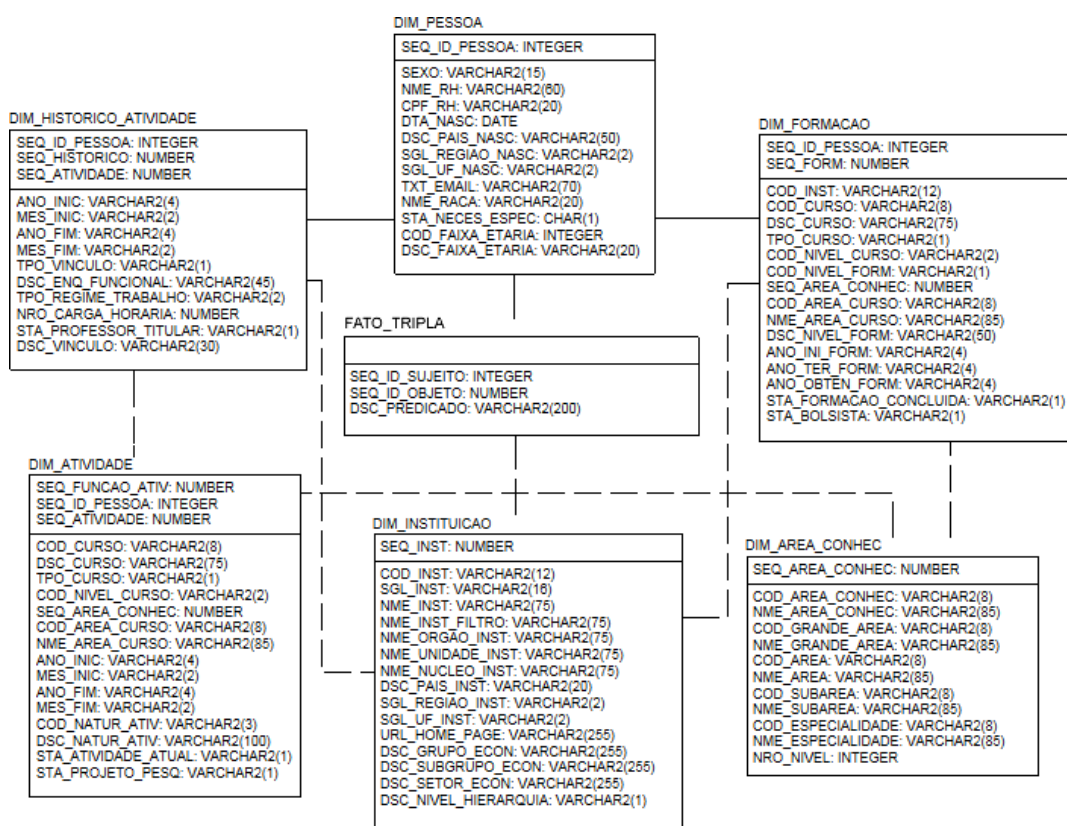 DIM_PESSOA
SEQ_ID_PESSOA: INTEGER
SEXO: VARCHAR2(15)
NME_RH: VARCHAR2(60)
CPF_RH: VARCHAR2(20)
DTA_NASC: DATE
DSC_PAIS_NASC: VARCHAR2(50)
SGL_REGIAO_NASC: VARCHAR2(2)
SGL_UF_NASC: VARCHAR2(2)
TXT_EMAIL: VARCHAR2(70)
NME_RACA: VARCHAR2(20)
STA_NECES_ESPEC: CHAR(1)
COD_FAIXA_ETARIA: INTEGER
DSC_FAIXA_ETARIA: VARCHAR2(20)
DIM_HISTORICO_ATIVIDADE
SEQ_ID_PESSOA: INTEGER
SEQ_HISTORICO: NUMBER
SEQ_ATIVIDADE: NUMBER
ANO_INIC: VARCHAR2(4)
MES_INIC: VARCHAR2(2)
ANO_FIM: VARCHAR2(4)
MES_FIM: VARCHAR2(2)
TPO_VINCULO: VARCHAR2(1)
DSC_ENQ_FUNCIONAL: VARCHAR2(45)
TPO_REGIME_TRABALHO: VARCHAR2(2)
NRO_CARGA_HORARIA: NUMBER
STA_PROFESSOR_TITULAR: VARCHAR2(1)
DSC_VINCULO: VARCHAR2(30)
DIM_FORMACAO
SEQ_ID_PESSOA: INTEGER
SEQ_FORM: NUMBER
COD_INST: VARCHAR2(12)
COD_CURSO: VARCHAR2(8)
DSC_CURSO: VARCHAR2(75)
TPO_CURSO: VARCHAR2(1)
COD_NIVEL_CURSO: VARCHAR2(2)
COD_NIVEL_FORM: VARCHAR2(1)
SEQ_AREA_CONHEC: NUMBER
COD_AREA_CURSO: VARCHAR2(8)
NME_AREA_CURSO: VARCHAR2(85)
DSC_NIVEL_FORM: VARCHAR2(50)
ANO_INI_FORM: VARCHAR2(4)
ANO_TER_FORM: VARCHAR2(4)
ANO_OBTEN_FORM: VARCHAR2(4)
STA_FORMACAO_CONCLUIDA: VARCHAR2(1)
STA_BOLSISTA: VARCHAR2(1)
FATO_TRIPLA
SEQ_ID_SUJEITO: INTEGER
SEQ_ID_OBJETO: NUMBER
DSC_PREDICADO: VARCHAR2(200)
DIM_ATIVIDADE
SEQ_FUNCAO_ATIV: NUMBER
SEQ_ID_PESSOA: INTEGER
SEQ_ATIVIDADE: NUMBER
COD_CURSO: VARCHAR2(8)
DSC_CURSO: VARCHAR2(75)
TPO_CURSO: VARCHAR2(1)
COD_NIVEL_CURSO: VARCHAR2(2)
SEQ_AREA_CONHEC: NUMBER
COD_AREA_CURSO: VARCHAR2(8)
NME_AREA_CURSO: VARCHAR2(85)
ANO_INIC: VARCHAR2(4)
MES_INIC: VARCHAR2(2)
ANO_FIM: VARCHAR2(4)
MES_FIM: VARCHAR2(2)
COD_NATUR_ATIV: VARCHAR2(3)
DSC_NATUR_ATIV: VARCHAR2(100)
STA_ATIVIDADE_ATUAL: VARCHAR2(1)
STA_PROJETO_PESQ: VARCHAR2(1)
DIM_INSTITUICAO
SEQ_INST: NUMBER
COD_INST: VARCHAR2(12)
SGL_INST: VARCHAR2(16)
NME_INST: VARCHAR2(75)
NME_INST_FILTRO: VARCHAR2(75)
NME_ORGAO_INST: VARCHAR2(75)
NME_UNIDADE_INST: VARCHAR2(75)
NME_NUCLEO_INST: VARCHAR2(75)
DSC_PAIS_INST: VARCHAR2(20)
SGL_REGIAO_INST: VARCHAR2(2)
SGL_UF_INST: VARCHAR2(2)
URL_HOME_PAGE: VARCHAR2(255)
DSC_GRUPO_ECON: VARCHAR2(255)
DSC_SUBGRUPO_ECON: VARCHAR2(255)
DSC_SETOR_ECON: VARCHAR2(255)
DSC_NIVEL_HIERARQUIA: VARCHAR2(1)
DIM_AREA_CONHEC
SEQ_AREA_CONHEC: NUMBER
COD_AREA_CONHEC: VARCHAR2(8)
NME_AREA_CONHEC: VARCHAR2(85)
COD_GRANDE_AREA: VARCHAR2(8)
NME_GRANDE_AREA: VARCHAR2(85)
COD_AREA: VARCHAR2(8)
NME_AREA: VARCHAR2(85)
COD_SUBAREA: VARCHAR2(8)
NME_SUBAREA: VARCHAR2(85)
COD_ESPECIALIDADE: VARCHAR2(8)
NME_ESPECIALIDADE: VARCHAR2(85)
NRO_NIVEL: INTEGER